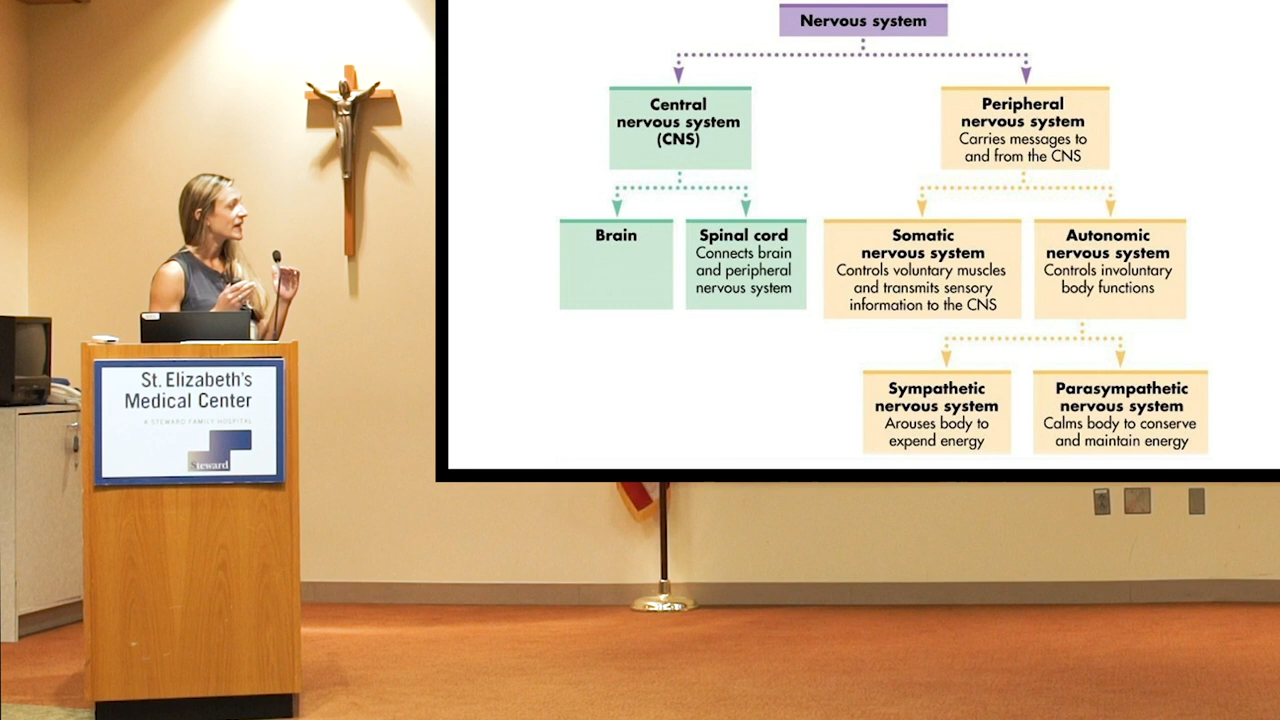 Nervous system
Central
nervous system
(CNS)
Peripheral
nervous system
Carries messages to
and from the CNS
Brain
Spinal cord
Connects brain
and peripheral
nervous system
Somatic
nervous system
Controls voluntary muscles
and transmits sensory
information to the CNS
Autonomic
nervous system
Controls involuntary
body functions
Sympathetic
nervous system
Arouses body to
expend energy
Parasympathetic
nervous system
Calms body to conserve
and maintain energy
St. Elizabeth's
Medical Center
A STEWARD FAMILY HOSPITAL
Steward